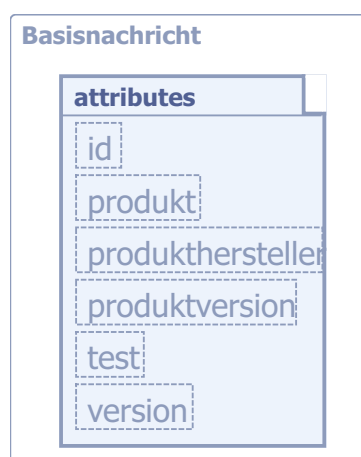 Basisnachricht
attributes
id
produkt
produkthersteller
produktversion
test
version